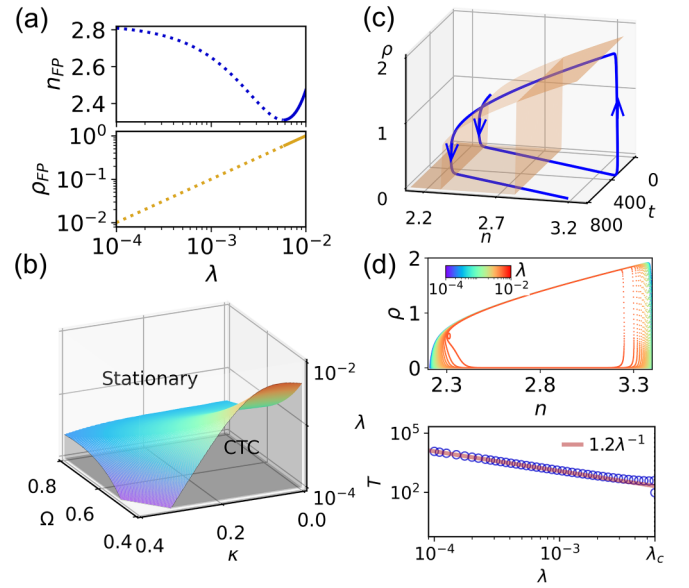 (a)
2.8
2.6
2.4
n_FP
10^0
10^-1
10^-2
ρ_FP
10^-4 10^-3 10^-2
λ
(b)
Stationary
CTC
10^-2
λ
10^-4
0.8
Ω 0.6
0.4 0.4 0.2 0.0
κ
(c)
ρ
2
1
0
2.2 2.7 3.2
n
0
400
800
t
(d)
2
ρ
0
λ
10^-4 10^-2
2.3 2.8 3.3
n
10^5
T
10^2
1.2λ^-1
10^-4 10^-3 λ_c
λ